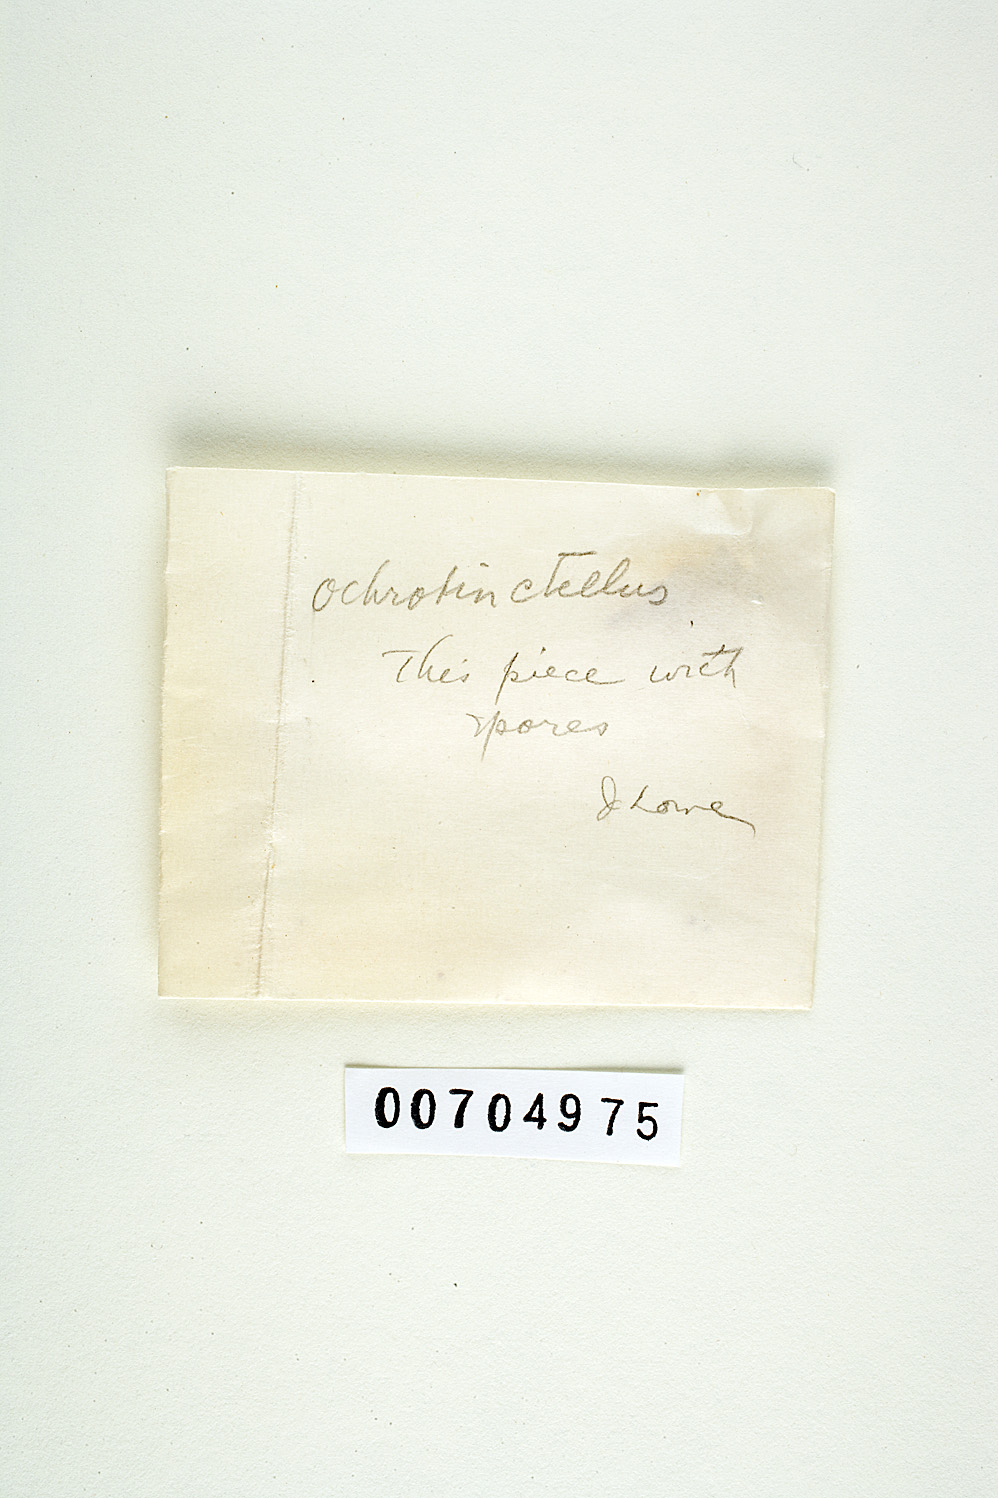 ochrotinctellus
This piece with
spores
J Lowe
00704975